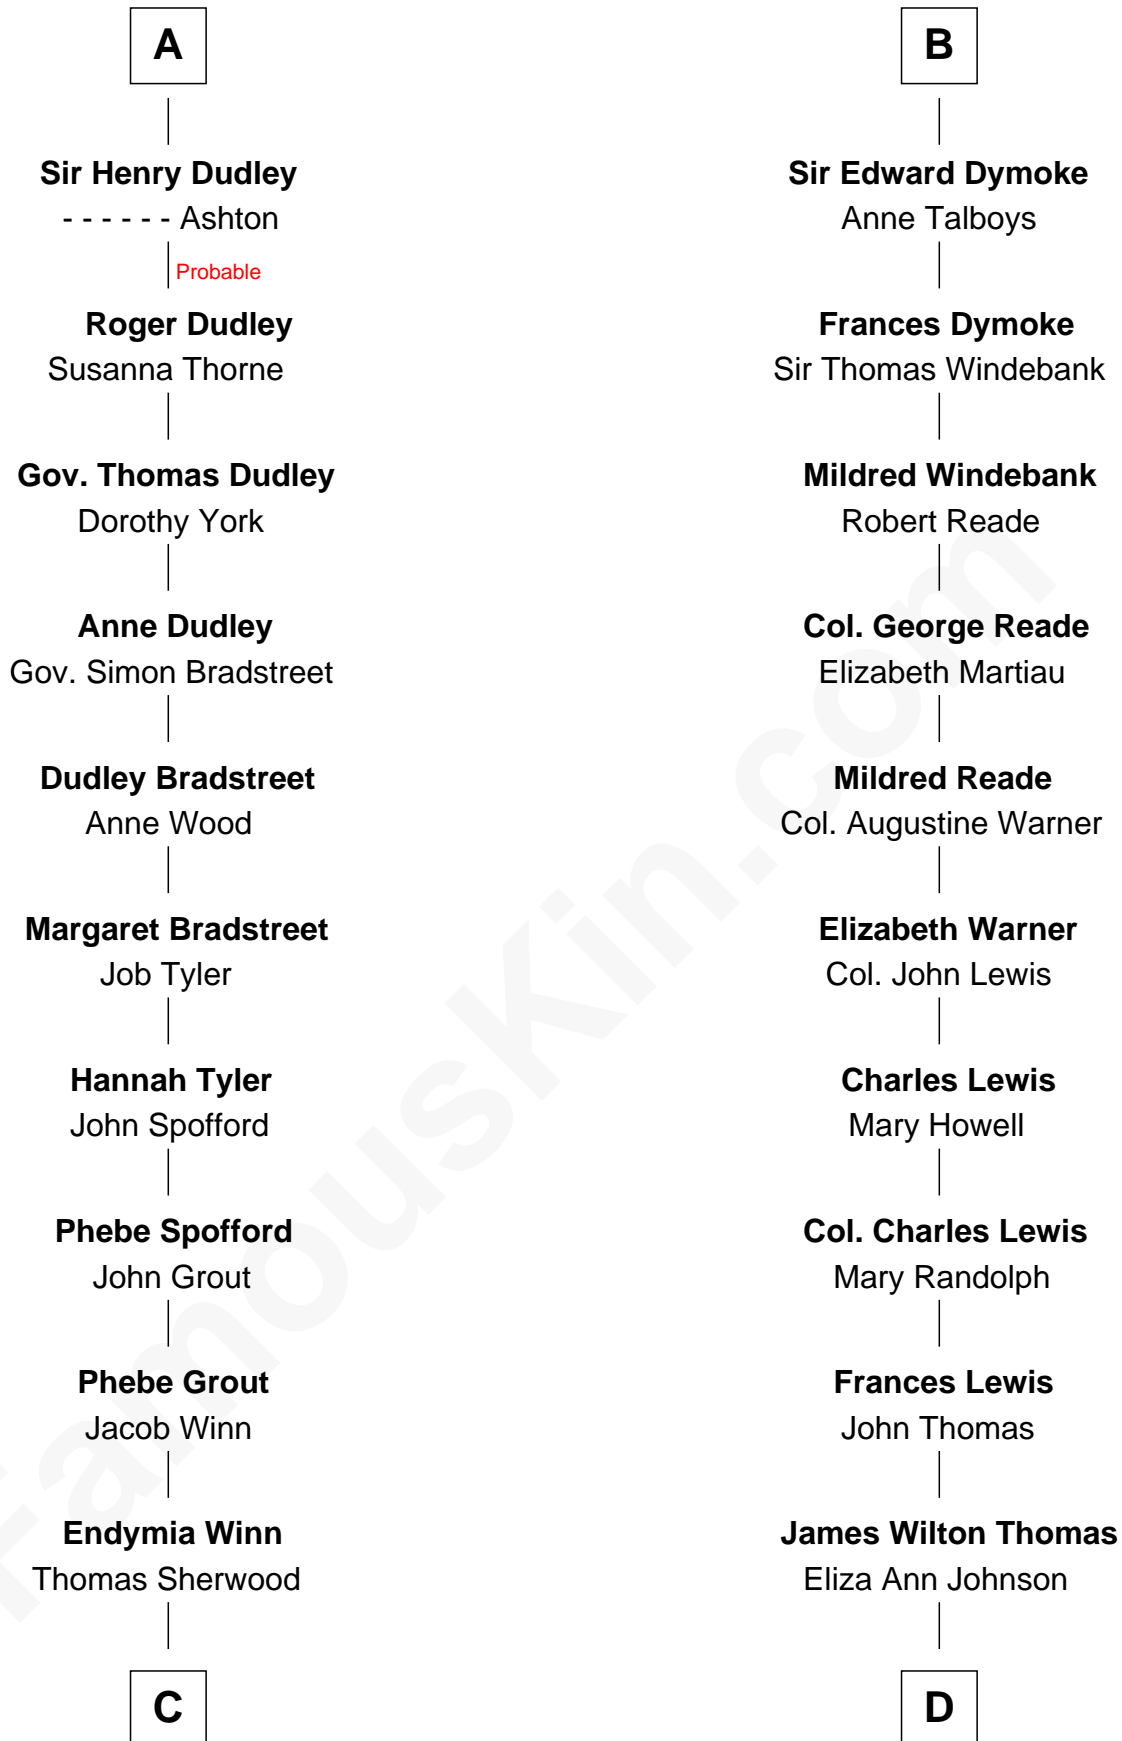 A
Sir Henry Dudley
- - - - - - Ashton
Probable
Roger Dudley
Susanna Thorne
Gov. Thomas Dudley
Dorothy York
Anne Dudley
Gov. Simon Bradstreet
Dudley Bradstreet
Anne Wood
Margaret Bradstreet
Job Tyler
Hannah Tyler
John Spofford
Phebe Spofford
John Grout
Phebe Grout
Jacob Winn
Endymia Winn
Thomas Sherwood
C
B
Sir Edward Dymoke
Anne Talboys
Frances Dymoke
Sir Thomas Windebank
Mildred Windebank
Robert Reade
Col. George Reade
Elizabeth Martiau
Mildred Reade
Col. Augustine Warner
Elizabeth Warner
Col. John Lewis
Charles Lewis
Mary Howell
Col. Charles Lewis
Mary Randolph
Frances Lewis
John Thomas
James Wilton Thomas
Eliza Ann Johnson
D
FamousKin.com